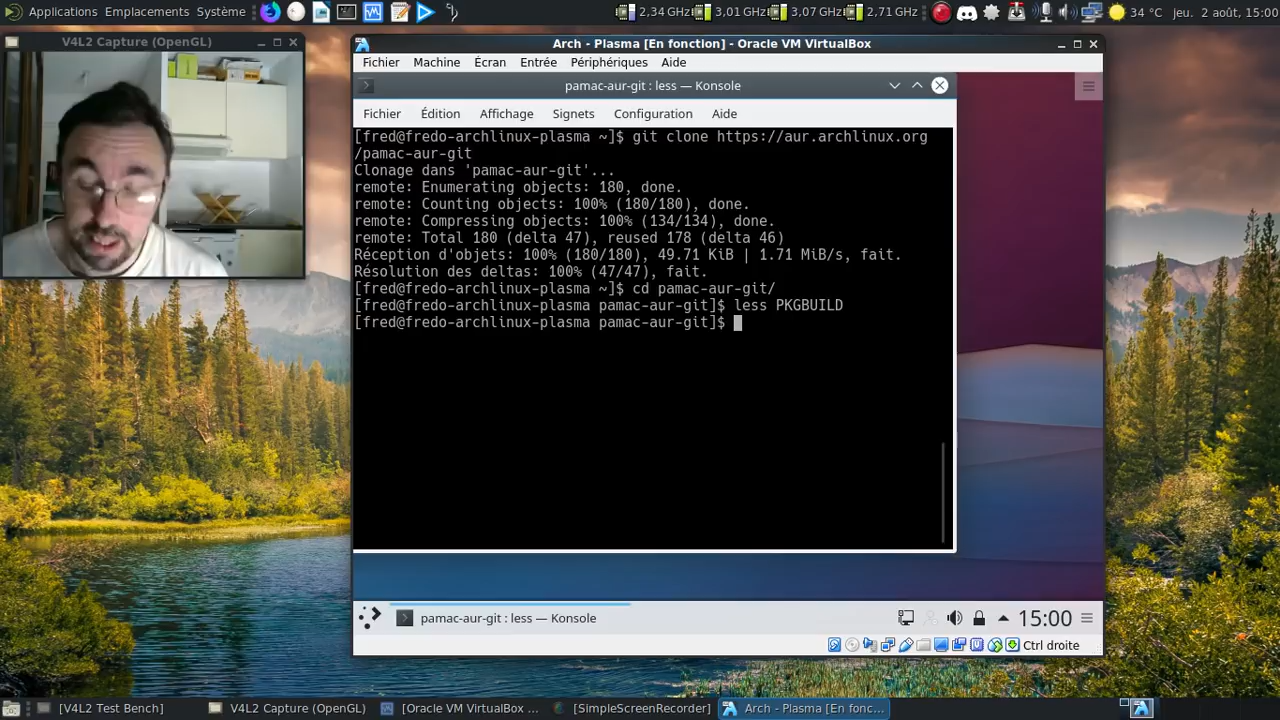 Applications Emplacements Système
2,34 GHz 3,01 GHz 3,07 GHz 2,71 GHz
34 °C jeu. 2 août, 15:00
V4L2 Capture (OpenGL)
Arch - Plasma [En fonction] - Oracle VM VirtualBox
Fichier Machine Écran Entrée Périphériques Aide
pamac-aur-git : less — Konsole
Fichier Édition Affichage Signets Configuration Aide
[fred@fredo-archlinux-plasma ~]$ git clone https://aur.archlinux.org
/pamac-aur-git
Clonage dans 'pamac-aur-git'...
remote: Enumerating objects: 180, done.
remote: Counting objects: 100% (180/180), done.
remote: Compressing objects: 100% (134/134), done.
remote: Total 180 (delta 47), reused 178 (delta 46)
Réception d'objets: 100% (180/180), 49.71 KiB | 1.71 MiB/s, fait.
Résolution des deltas: 100% (47/47), fait.
[fred@fredo-archlinux-plasma ~]$ cd pamac-aur-git/
[fred@fredo-archlinux-plasma pamac-aur-git]$ less PKGBUILD
[fred@fredo-archlinux-plasma pamac-aur-git]$
pamac-aur-git : less — Konsole
15:00
Ctrl droite
[V4L2 Test Bench] V4L2 Capture (OpenGL) [Oracle VM VirtualBox ... [SimpleScreenRecorder] Arch - Plasma [En fonc...